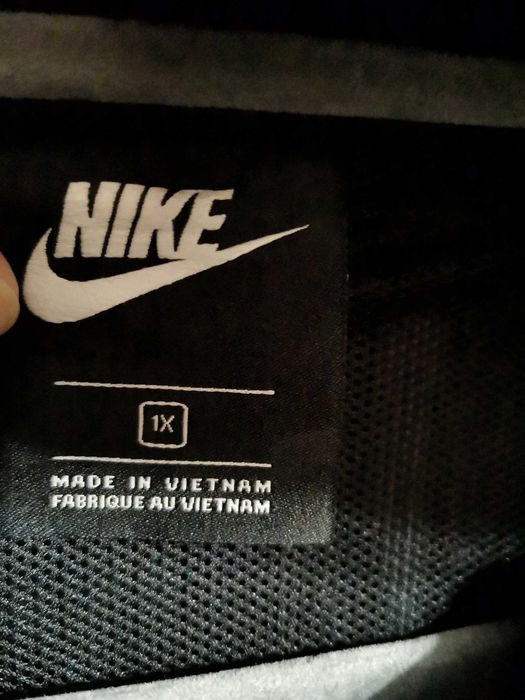 NIKE
1X
MADE IN VIETNAM
FABRIQUE AU VIETNAM